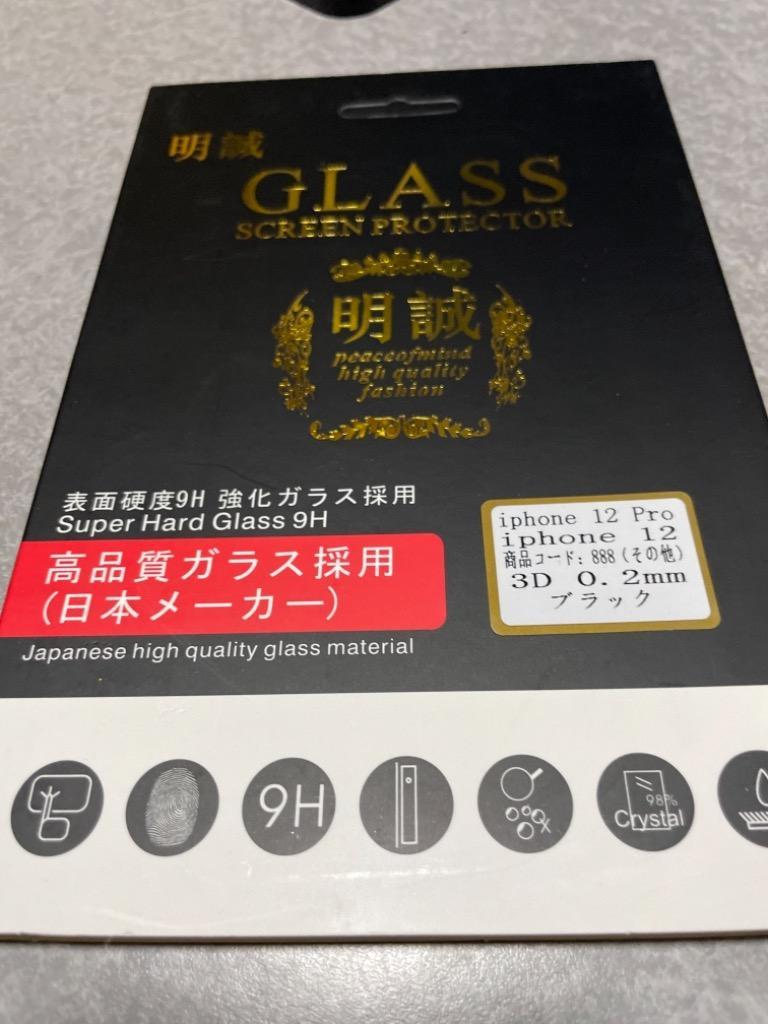 明誠
GLASS
SCREEN PROTECTOR
明誠
peaceofmind
high quality
fashion
表面硬度9H 強化ガラス採用
Super Hard Glass 9H
高品質ガラス採用
(日本メーカー)
Japanese high quality glass material
iphone 12 Pro
iphone 12
商品コード: 888 (その他)
3D 0.2mm
ブラック
9H
98%
Crystal